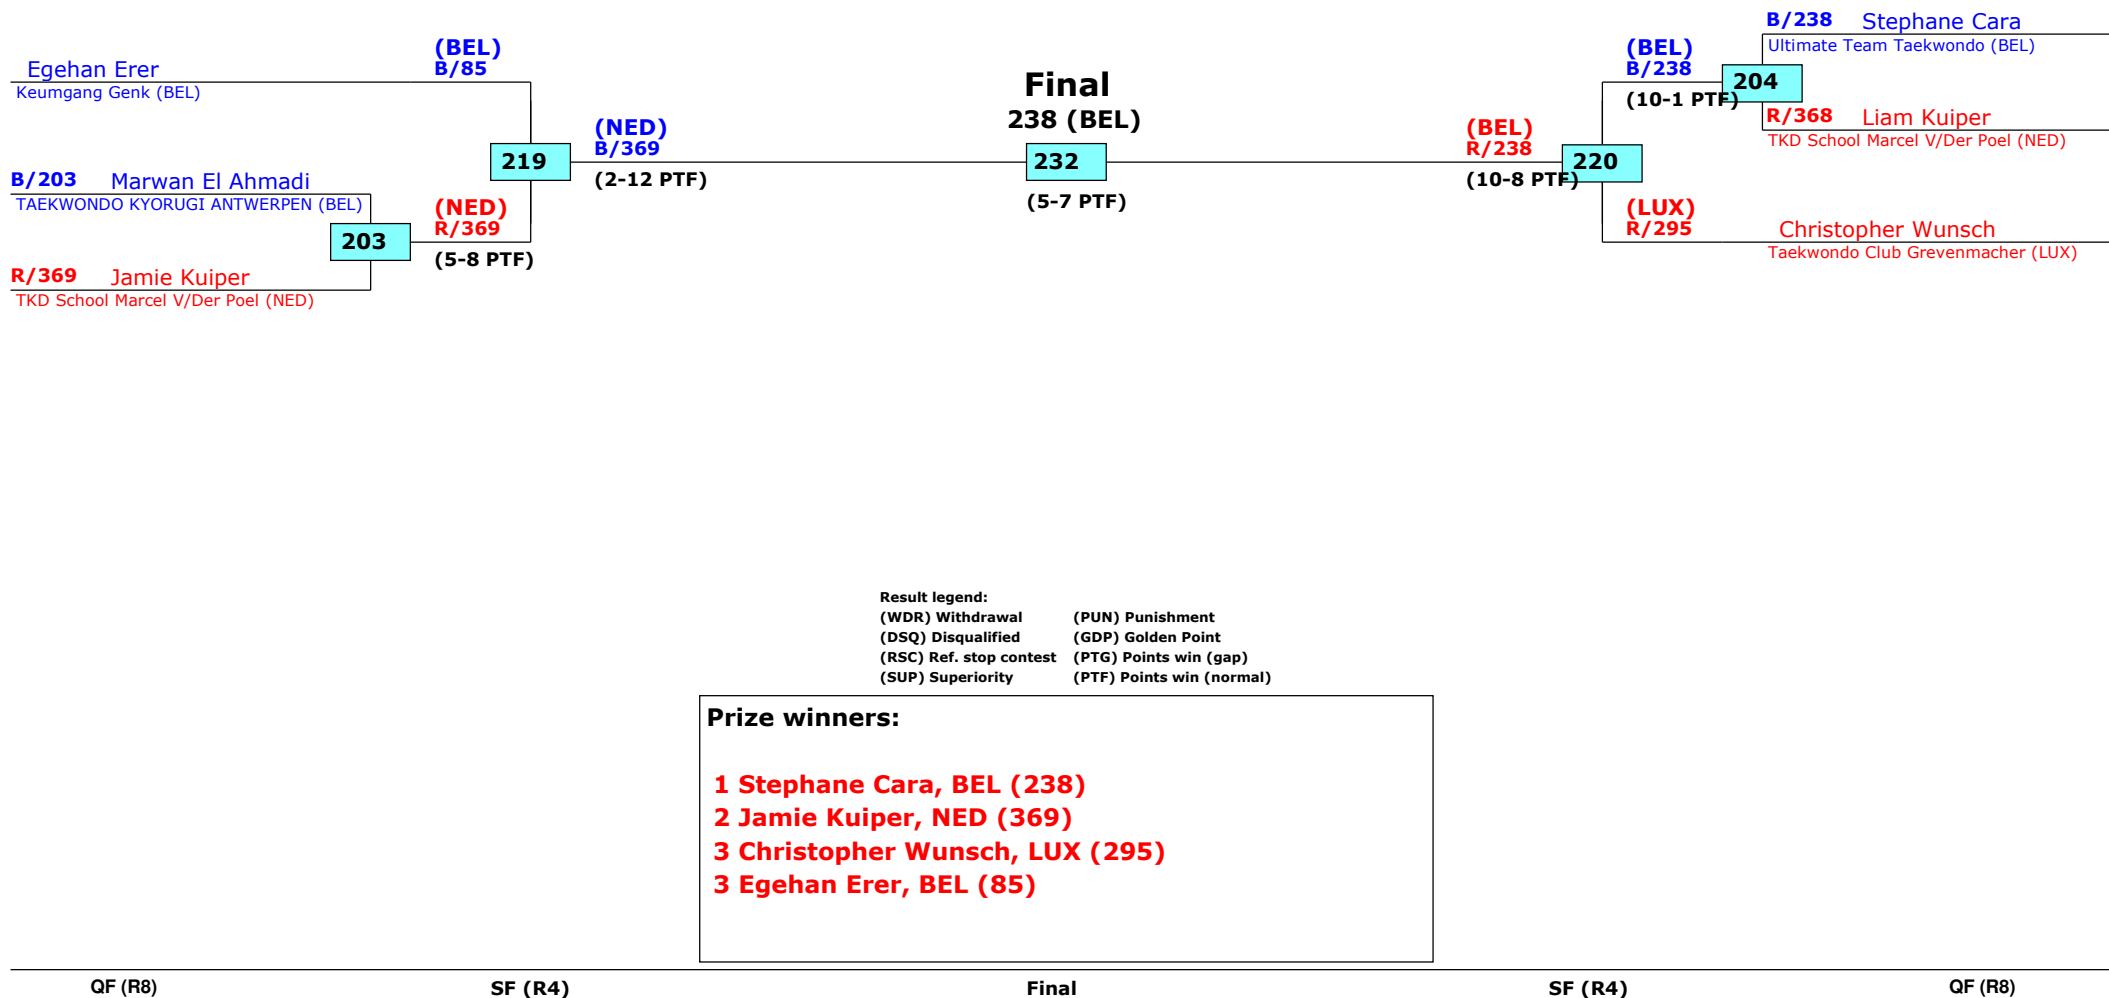 Egehan Erer
Keumgang Genk (BEL)
(BEL)
B/85
B/203 Marwan El Ahmadi
TAEKWONDO KYORUGI ANTWERPEN (BEL)
203
R/369 Jamie Kuiper
TKD School Marcel V/Der Poel (NED)
(NED)
R/369
(5-8 PTF)
219
(NED)
B/369
(2-12 PTF)
Final
238 (BEL)
232
(5-7 PTF)
(BEL)
R/238
(10-8 PTF)
220
(BEL)
B/238
(10-1 PTF)
204
B/238 Stephane Cara
Ultimate Team Taekwondo (BEL)
R/368 Liam Kuiper
TKD School Marcel V/Der Poel (NED)
(LUX)
R/295
Christopher Wunsch
Taekwondo Club Grevenmacher (LUX)
Result legend:
(WDR) Withdrawal (PUN) Punishment
(DSQ) Disqualified (GDP) Golden Point
(RSC) Ref. stop contest (PTG) Points win (gap)
(SUP) Superiority (PTF) Points win (normal)
Prize winners:
1 Stephane Cara, BEL (238)
2 Jamie Kuiper, NED (369)
3 Christopher Wunsch, LUX (295)
3 Egehan Erer, BEL (85)
QF (R8) SF (R4) Final SF (R4) QF (R8)